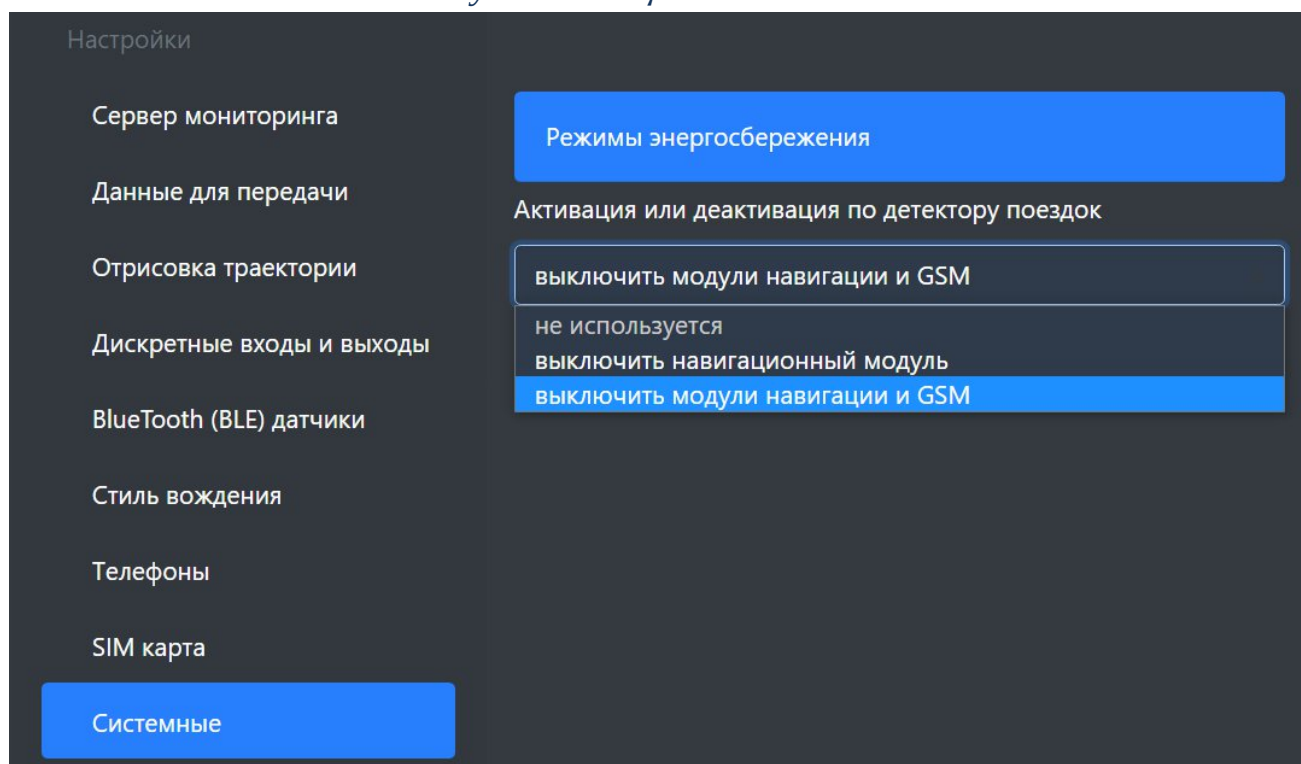 Настройки
Сервер мониторинга
Данные для передачи
Отрисовка траектории
Дискретные входы и выходы
BlueTooth (BLE) датчики
Стиль вождения
Телефоны
SIM карта
Системные
Режимы энергосбережения
Активация или деактивация по детектору поездок
выключить модули навигации и GSM
не используется
выключить навигационный модуль
выключить модули навигации и GSM